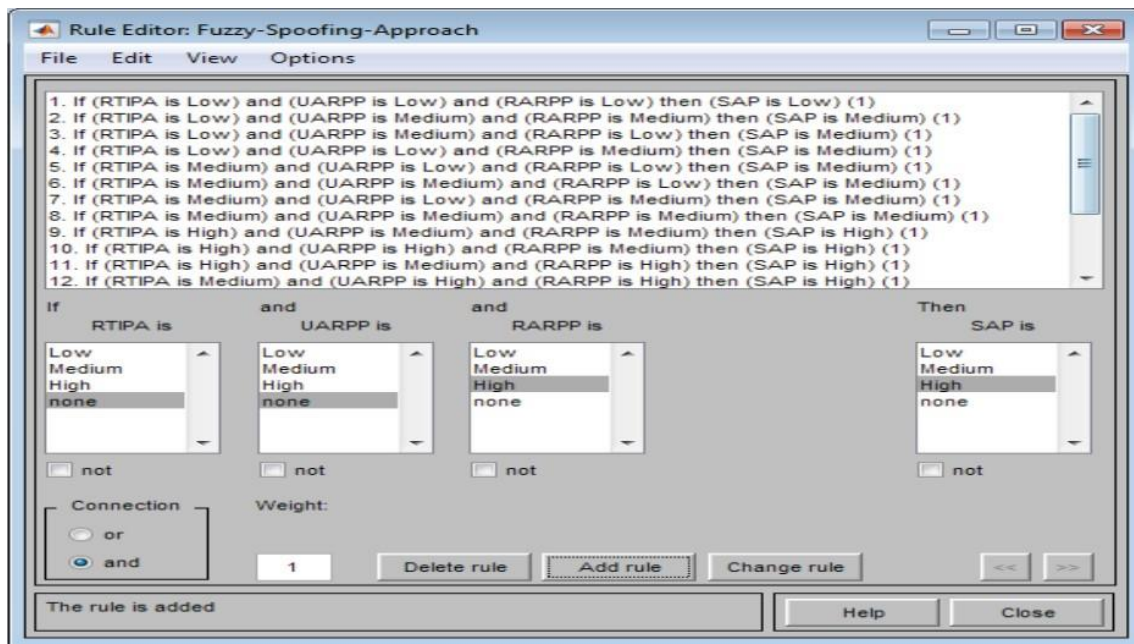 Rule Editor: Fuzzy-Spoofing-Approach
File Edit View Options
1. If (RTIPA is Low) and (UARPP is Low) and (RARPP is Low) then (SAP is Low) (1)
2. If (RTIPA is Low) and (UARPP is Medium) and (RARPP is Medium) then (SAP is Medium) (1)
3. If (RTIPA is Low) and (UARPP is Medium) and (RARPP is Low) then (SAP is Medium) (1)
4. If (RTIPA is Low) and (UARPP is Low) and (RARPP is Medium) then (SAP is Medium) (1)
5. If (RTIPA is Medium) and (UARPP is Low) and (RARPP is Low) then (SAP is Medium) (1)
6. If (RTIPA is Medium) and (UARPP is Medium) and (RARPP is Low) then (SAP is Medium) (1)
7. If (RTIPA is Medium) and (UARPP is Low) and (RARPP is Medium) then (SAP is Medium) (1)
8. If (RTIPA is Medium) and (UARPP is Medium) and (RARPP is Medium) then (SAP is Medium) (1)
9. If (RTIPA is High) and (UARPP is Medium) and (RARPP is Medium) then (SAP is High) (1)
10. If (RTIPA is High) and (UARPP is High) and (RARPP is Medium) then (SAP is High) (1)
11. If (RTIPA is High) and (UARPP is Medium) and (RARPP is High) then (SAP is High) (1)
12. If (RTIPA is Medium) and (UARPP is High) and (RARPP is High) then (SAP is High) (1)
If and and Then
RTIPA is UARPP is RARPP is SAP is
Low Low Low Low
Medium Medium Medium Medium
High High High High
none none none none
not not not not
Connection Weight:
or
and 1 Delete rule Add rule Change rule << >>
The rule is added Help Close